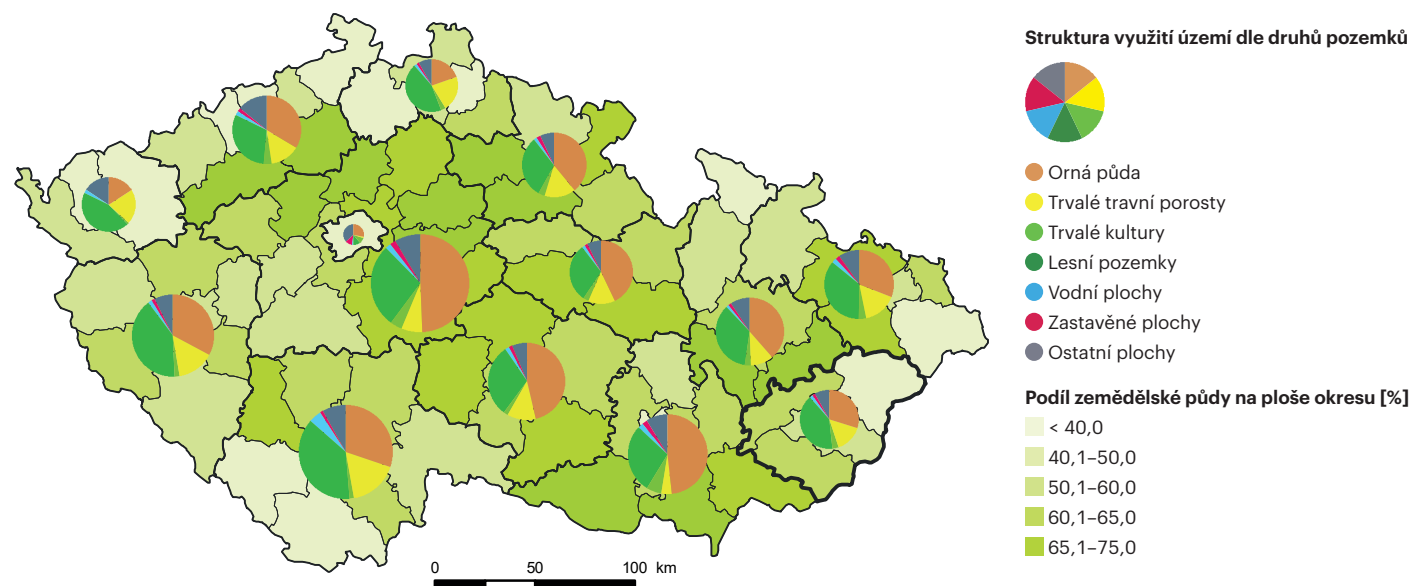 Struktura využití území dle druhů pozemků
Orná půda
Trvalé travní porosty
Trvalé kultury
Lesní pozemky
Vodní plochy
Zastavěné plochy
Ostatní plochy
Podíl zemědělské půdy na ploše okresu [%]
< 40,0
40,1–50,0
50,1–60,0
60,1–65,0
65,1–75,0
0 50 100 km